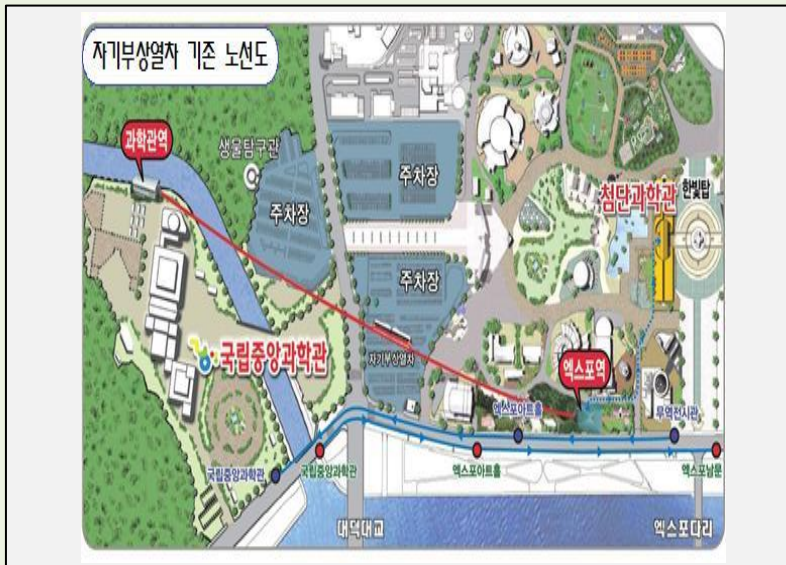 자기부상열차 기존 노선도
과학관역
생물탐구관
주차장
주차장
첨단과학관
한빛탑
주차장
자기부상열차
국립중앙과학관
엑스포역
엑스포아트홀
무역전시관
국립중앙과학관
국립중앙과학관
엑스포아트홀
엑스포남문
대덕대교
엑스포다리